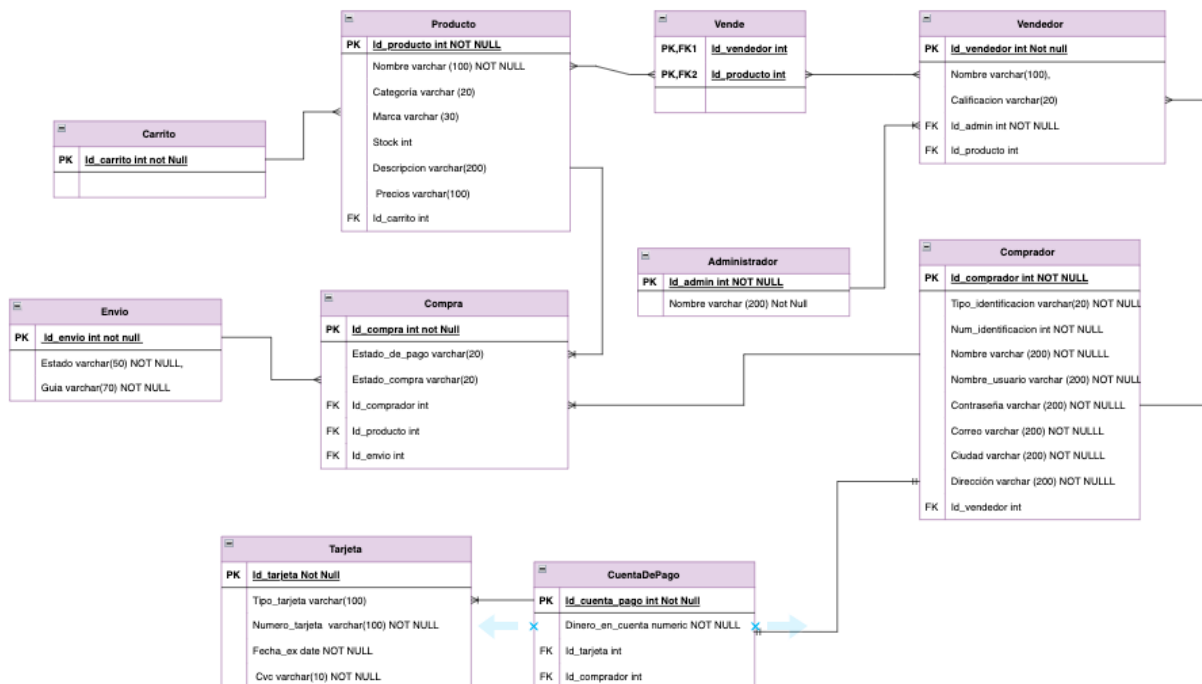 Producto
PK Id_producto int NOT NULL
Nombre varchar (100) NOT NULL
Categoría varchar (20)
Marca varchar (30)
Stock int
Descripcion varchar(200)
Precios varchar(100)
FK Id_carrito int
Vende
PK,FK1 Id_vendedor int
PK,FK2 Id_producto int
Vendedor
PK Id_vendedor int Not null
Nombre varchar(100),
Calificacion varchar(20)
FK Id_admin int NOT NULL
FK Id_producto int
Carrito
PK Id_carrito int not Null
Administrador
PK Id_admin int NOT NULL
Nombre varchar (200) Not Null
Comprador
PK Id_comprador int NOT NULL
Tipo_identificacion varchar(20) NOT NULL
Num_identificacion int NOT NULL
Nombre varchar (200) NOT NULLL
Nombre_usuario varchar (200) NOT NULL
Contraseña varchar (200) NOT NULLL
Correo varchar (200) NOT NULLL
Ciudad varchar (200) NOT NULLL
Dirección varchar (200) NOT NULLL
FK Id_vendedor int
Envio
PK Id_envio int not null
Estado varchar(50) NOT NULL,
Guia varchar(70) NOT NULL
Compra
PK Id_compra int not Null
Estado_de_pago varchar(20)
Estado_compra varchar(20)
FK Id_comprador int
FK Id_producto int
FK Id_envio int
Tarjeta
PK Id_tarjeta Not Null
Tipo_tarjeta varchar(100)
Numero_tarjeta varchar(100) NOT NULL
Fecha_ex date NOT NULL
Cvc varchar(10) NOT NULL
CuentaDePago
PK Id_cuenta_pago int Not Null
Dinero_en_cuenta numeric NOT NULL
FK Id_tarjeta int
FK Id_comprador int